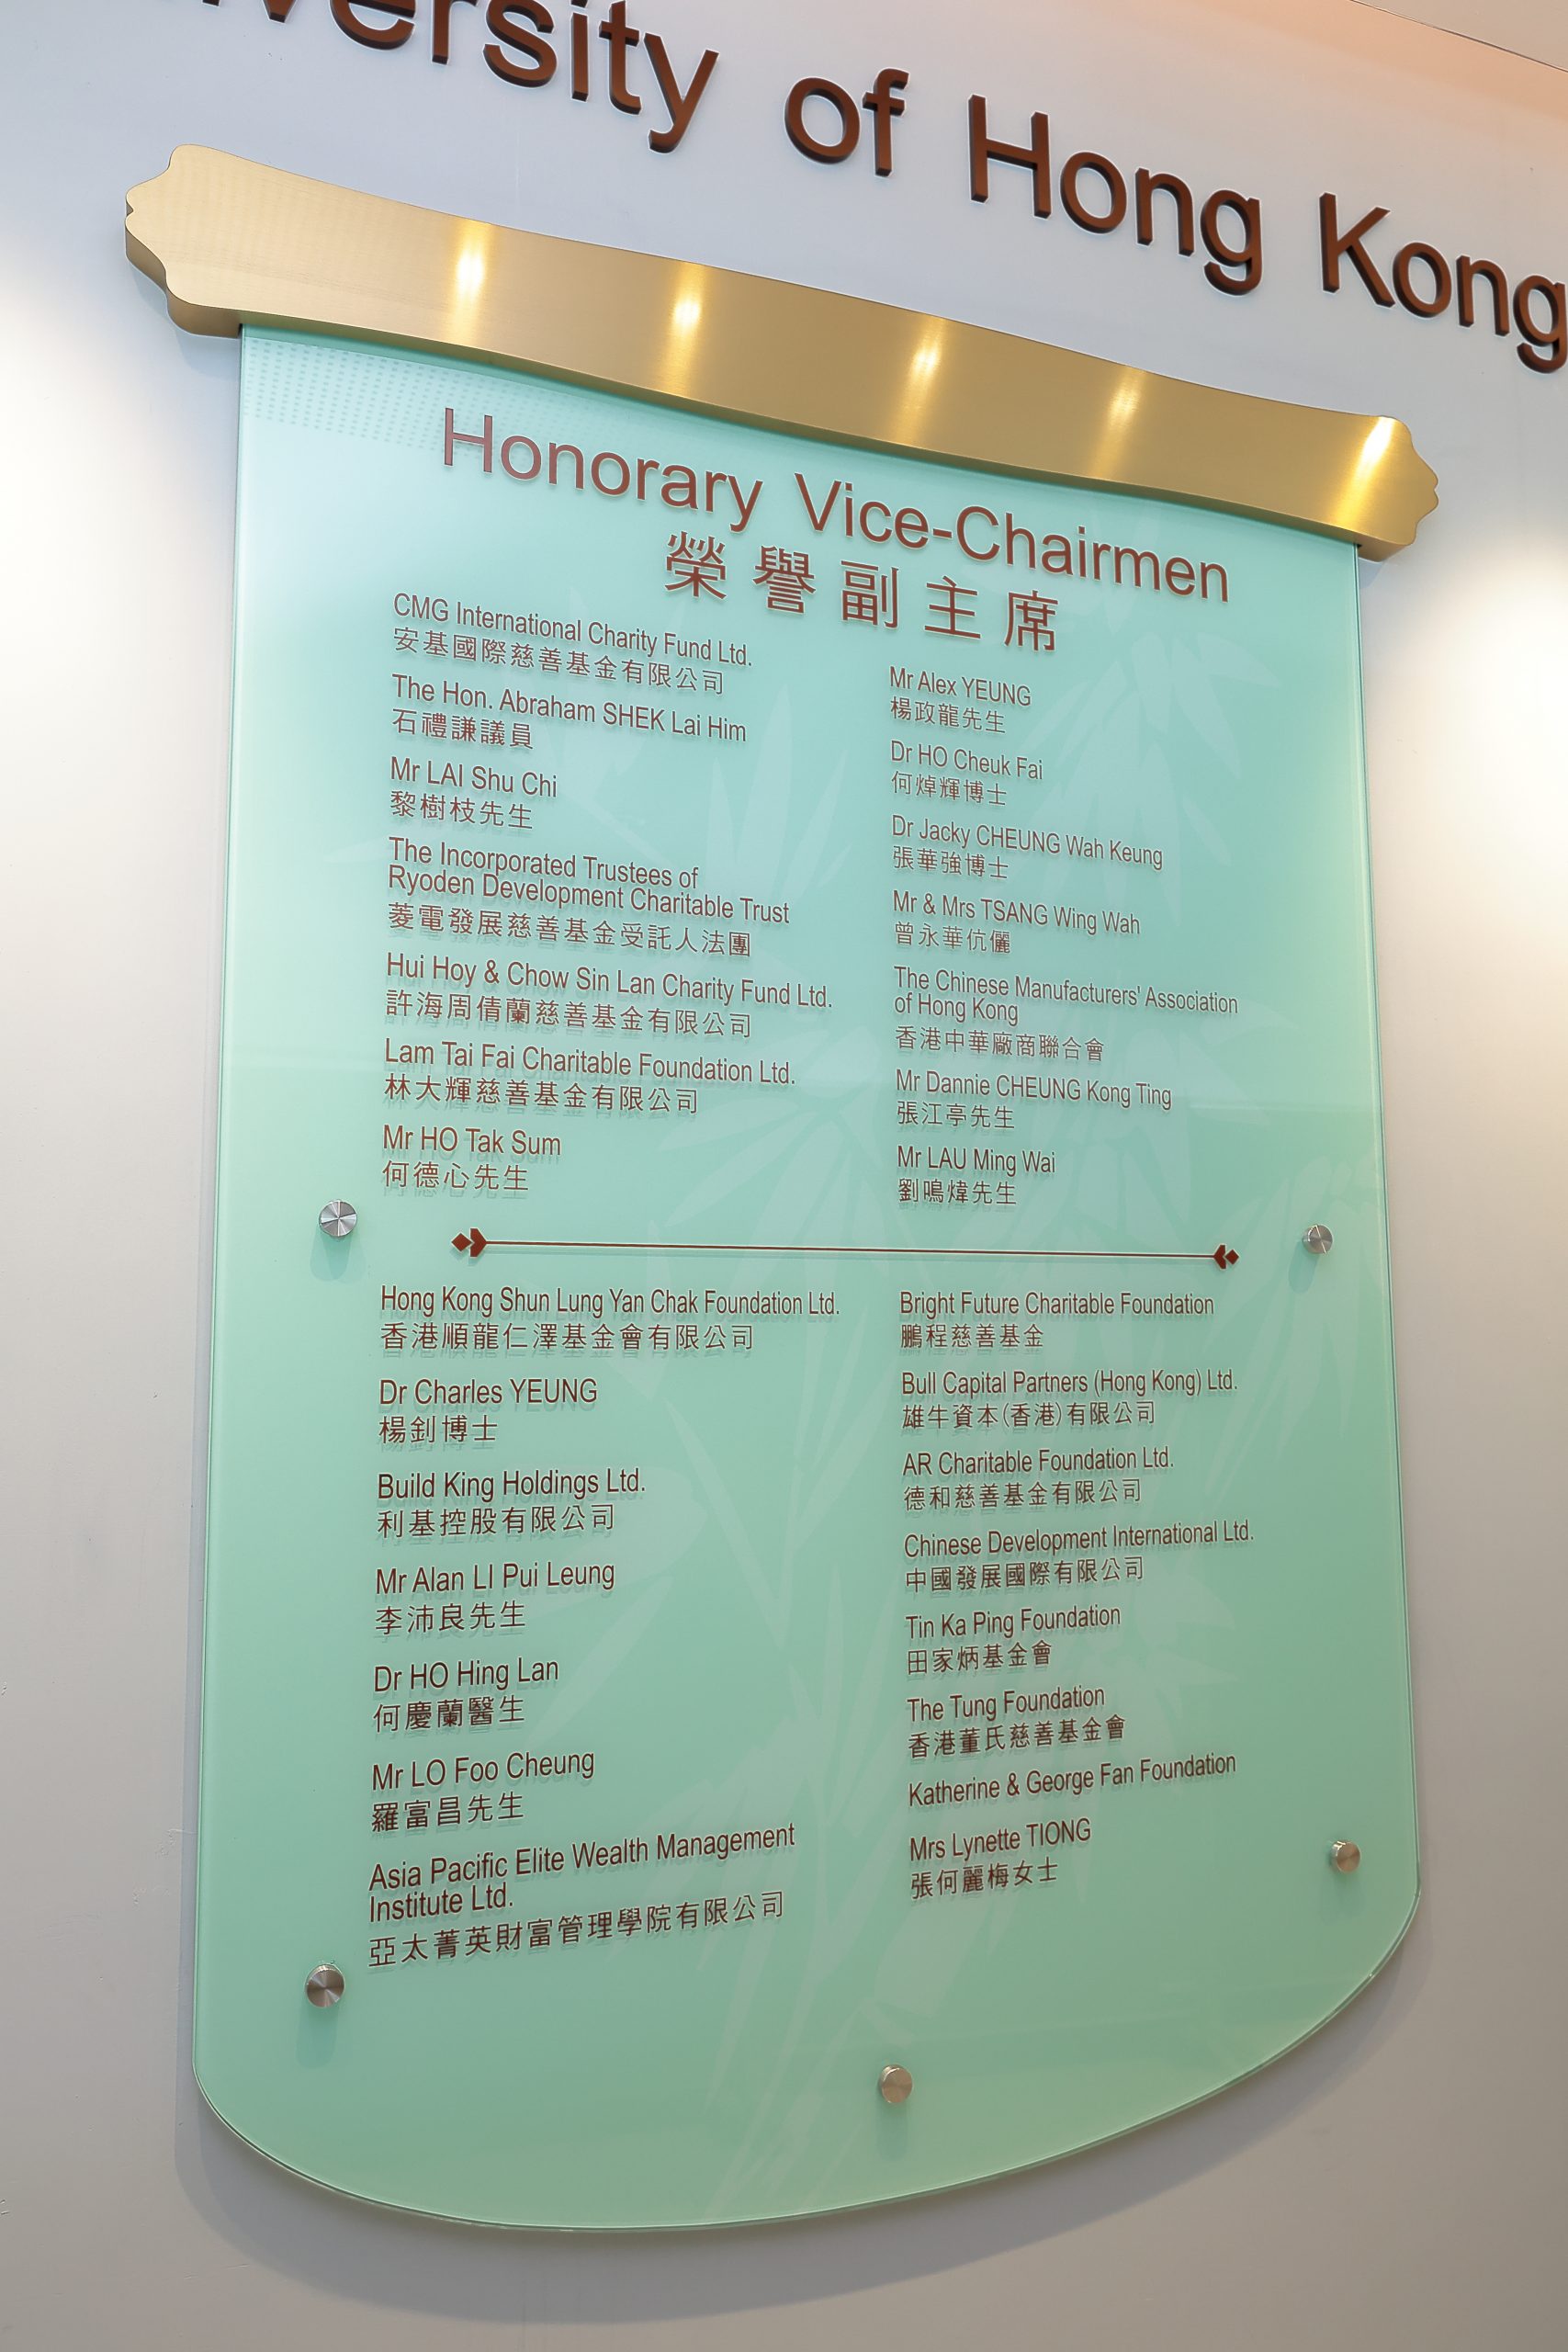 of Hong Kong
Honorary Vice-Chairmen
榮譽副主席
CMG International Charity Fund Ltd.
安基國際慈善基金有限公司
The Hon. Abraham SHEK Lai Him
石禮謙議員
Mr LAI Shu Chi
黎樹枝先生
The Incorporated Trustees of
Ryoden Development Charitable Trust
菱電發展慈善基金受託人法團
Hui Hoy & Chow Sin Lan Charity Fund Ltd.
許海周倩蘭慈善基金有限公司
Lam Tai Fai Charitable Foundation Ltd.
林大輝慈善基金有限公司
Mr HO Tak Sum
何德心先生
Mr Alex YEUNG
楊政龍先生
Dr HO Cheuk Fai
何焯輝博士
Dr Jacky CHEUNG Wah Keung
張華強博士
Mr & Mrs TSANG Wing Wah
曾永華伉儷
The Chinese Manufacturers' Association
of Hong Kong
香港中華廠商聯合會
Mr Dannie CHEUNG Kong Ting
張江亭先生
Mr LAU Ming Wai
劉鳴煒先生
Hong Kong Shun Lung Yan Chak Foundation Ltd.
香港順龍仁澤基金會有限公司
Dr Charles YEUNG
楊釗博士
Build King Holdings Ltd.
利基控股有限公司
Mr Alan LI Pui Leung
李沛良先生
Dr HO Hing Lan
何慶蘭醫生
Mr LO Foo Cheung
羅富昌先生
Asia Pacific Elite Wealth Management
Institute Ltd.
亞太菁英財富管理學院有限公司
Bright Future Charitable Foundation
鵬程慈善基金
Bull Capital Partners (Hong Kong) Ltd.
雄牛資本(香港)有限公司
AR Charitable Foundation Ltd.
德和慈善基金有限公司
Chinese Development International Ltd.
中國發展國際有限公司
Tin Ka Ping Foundation
田家炳基金會
The Tung Foundation
香港董氏慈善基金會
Katherine & George Fan Foundation
Mrs Lynette TIONG
張何麗梅女士